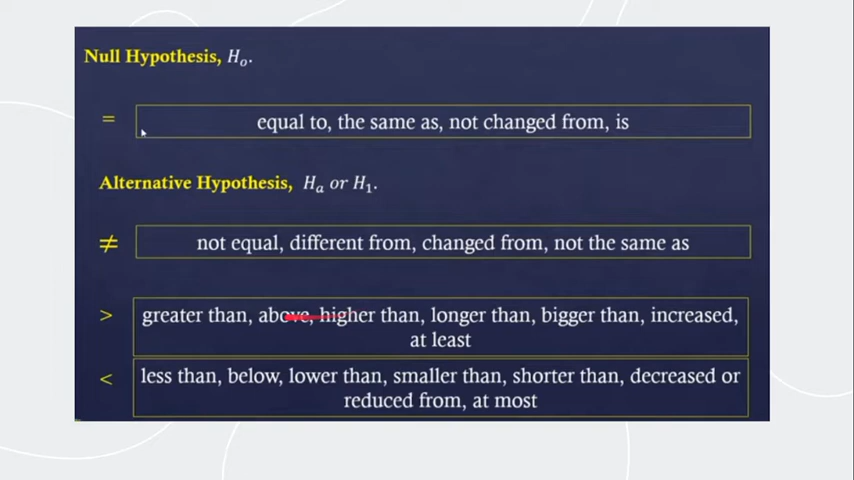 Null Hypothesis, H₀.
= equal to, the same as, not changed from, is
Alternative Hypothesis, Hₐ or H₁.
≠ not equal, different from, changed from, not the same as
> greater than, above, higher than, longer than, bigger than, increased,
at least
< less than, below, lower than, smaller than, shorter than, decreased or
reduced from, at most